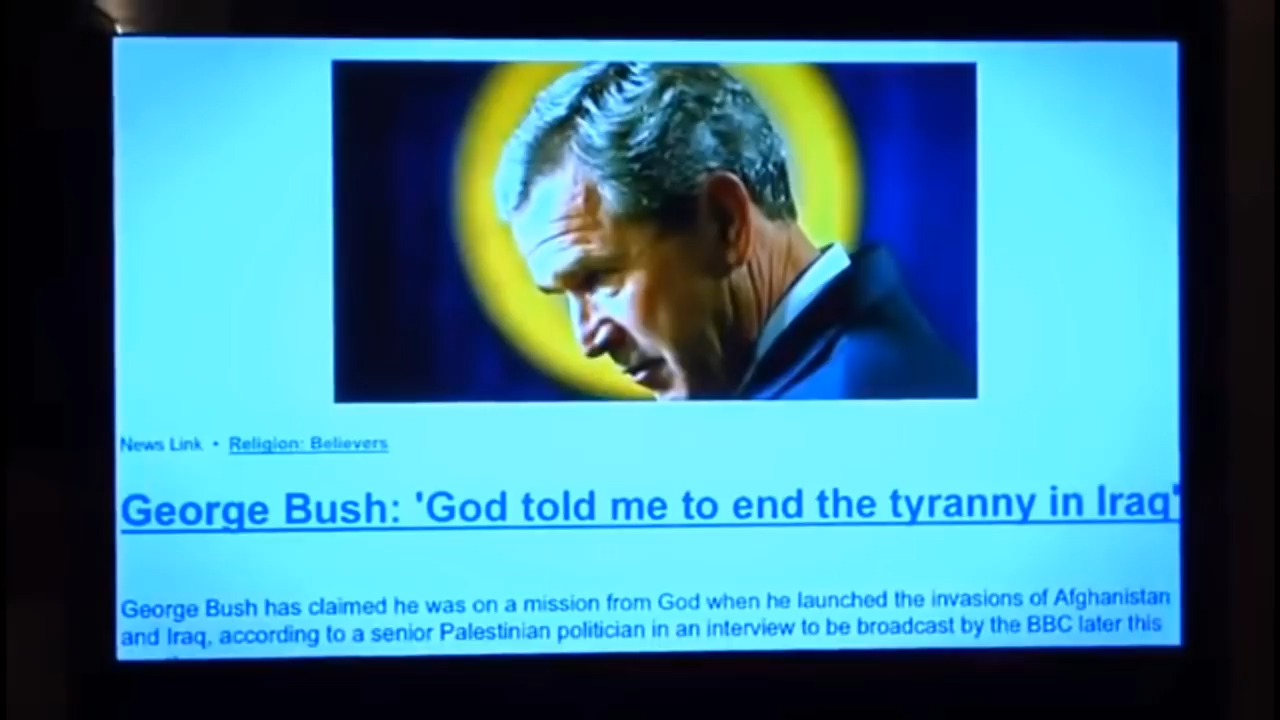 News Link • Religion: Believers
George Bush: 'God told me to end the tyranny in Iraq'
George Bush has claimed he was on a mission from God when he launched the invasions of Afghanistan
and Iraq, according to a senior Palestinian politician in an interview to be broadcast by the BBC later this